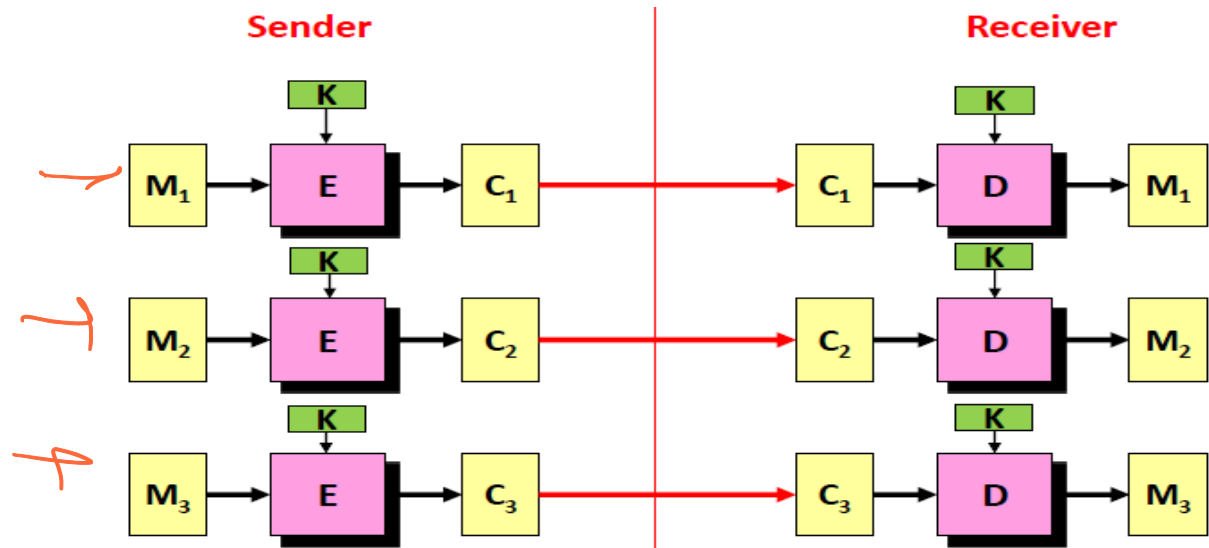 Sender Receiver
K K
M₁ E C₁ C₁ D M₁
K K
M₂ E C₂ C₂ D M₂
K K
M₃ E C₃ C₃ D M₃